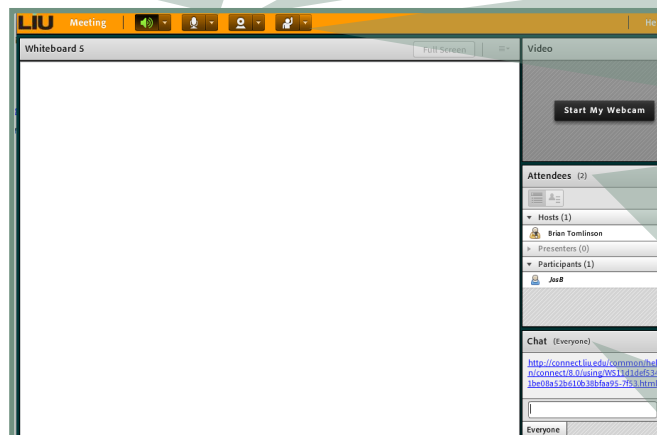 LIU Meeting He
Whiteboard 5 Full Screen Video
Start My Webcam
Attendees (2)
Hosts (1)
Brian Tomlinson
Presenters (0)
Participants (1)
JosB
Chat (Everyone)
http://connect.liu.edu/common/hel
n/connect/8.0/using/WS11d1def534
1be08a52b610b38bfaa95-7f53.html
Everyone